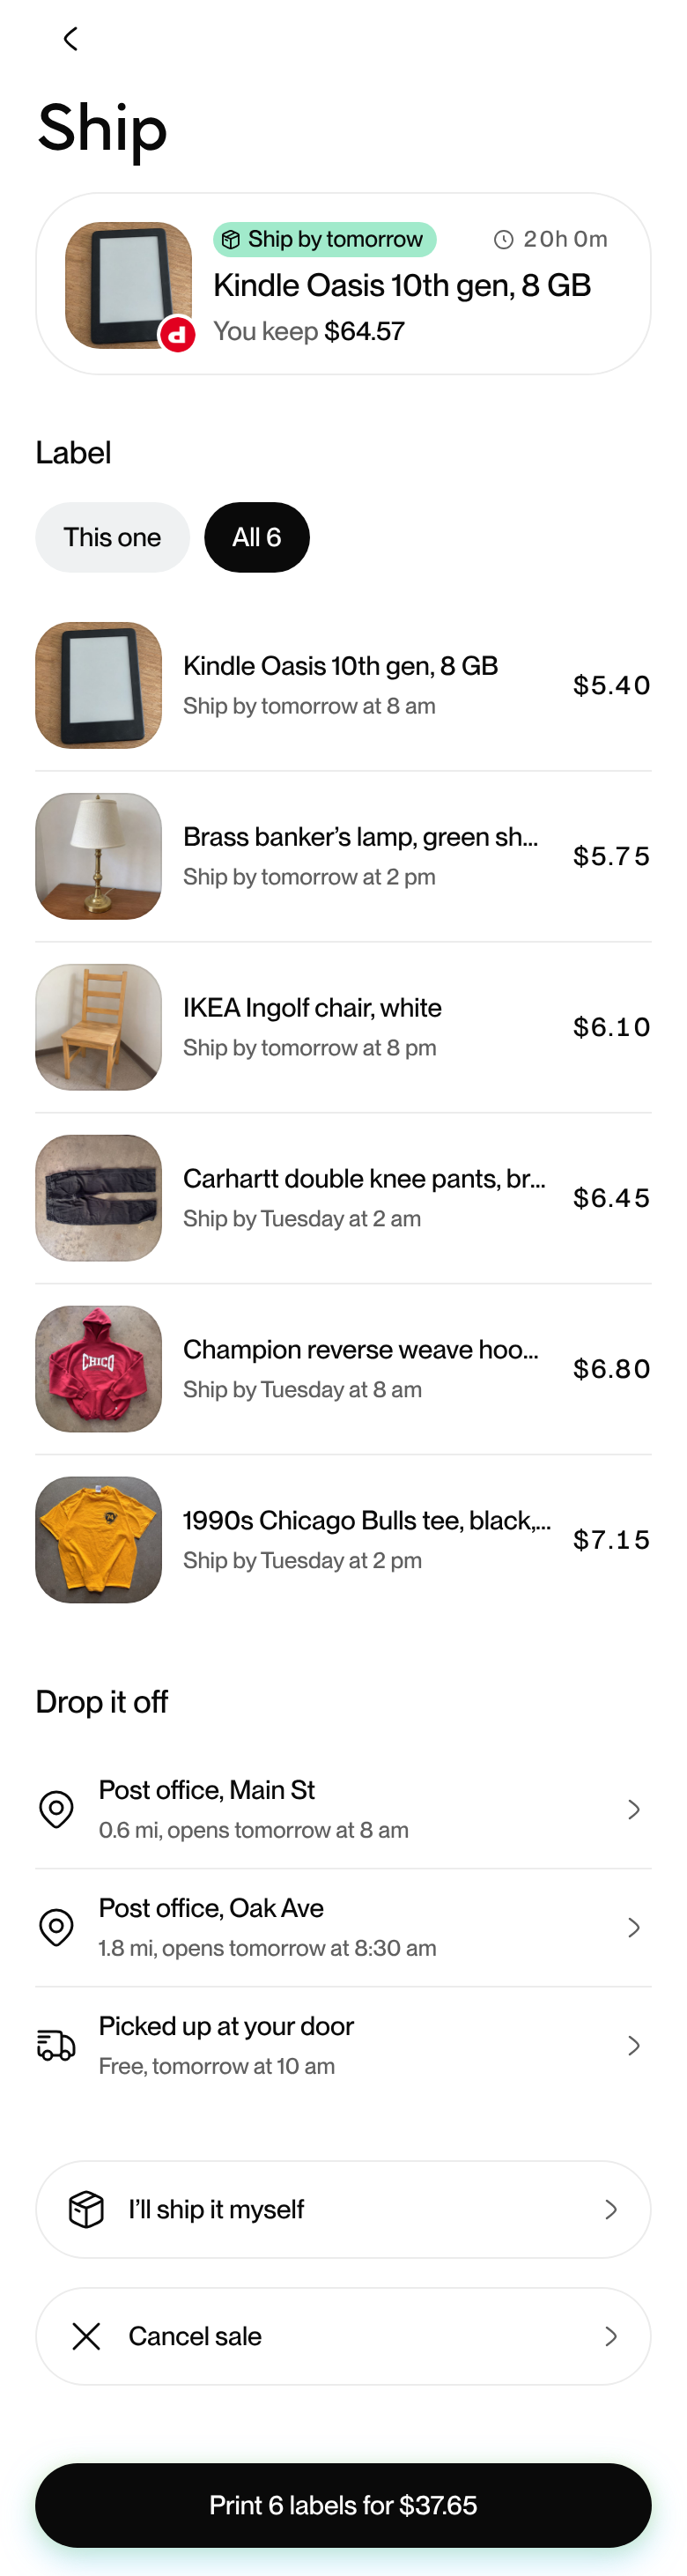 Ship
Ship by tomorrow
20h 0m
Kindle Oasis 10th gen, 8 GB
You keep $64.57
Label
This one
All 6
Kindle Oasis 10th gen, 8 GB
$5.40
Ship by tomorrow at 8 am
Brass banker’s lamp, green sh...
$5.75
Ship by tomorrow at 2 pm
IKEA Ingolf chair, white
$6.10
Ship by tomorrow at 8 pm
Carhartt double knee pants, br...
$6.45
Ship by Tuesday at 2 am
CHICO
Champion reverse weave hoo...
$6.80
Ship by Tuesday at 8 am
1990s Chicago Bulls tee, black,...
$7.15
Ship by Tuesday at 2 pm
Drop it off
Post office, Main St
0.6 mi, opens tomorrow at 8 am
Post office, Oak Ave
1.8 mi, opens tomorrow at 8:30 am
Picked up at your door
Free, tomorrow at 10 am
I’ll ship it myself
Cancel sale
Print 6 labels for $37.65